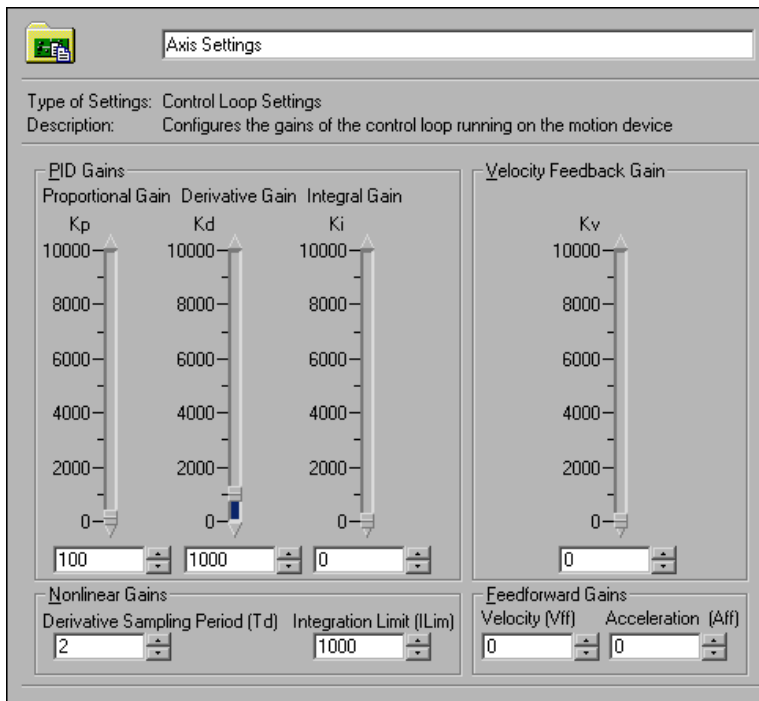 Axis Settings
Type of Settings: Control Loop Settings
Description: Configures the gains of the control loop running on the motion device
PID Gains
Proportional Gain Derivative Gain Integral Gain
Kp Kd Ki
10000 10000 10000
8000 8000 8000
6000 6000 6000
4000 4000 4000
2000 2000 2000
0 0 0
100 1000 0
Velocity Feedback Gain
Kv
10000
8000
6000
4000
2000
0
0
Nonlinear Gains
Derivative Sampling Period (Td) Integration Limit (ILim)
2 1000
Feedforward Gains
Velocity (Vff) Acceleration (Aff)
0 0